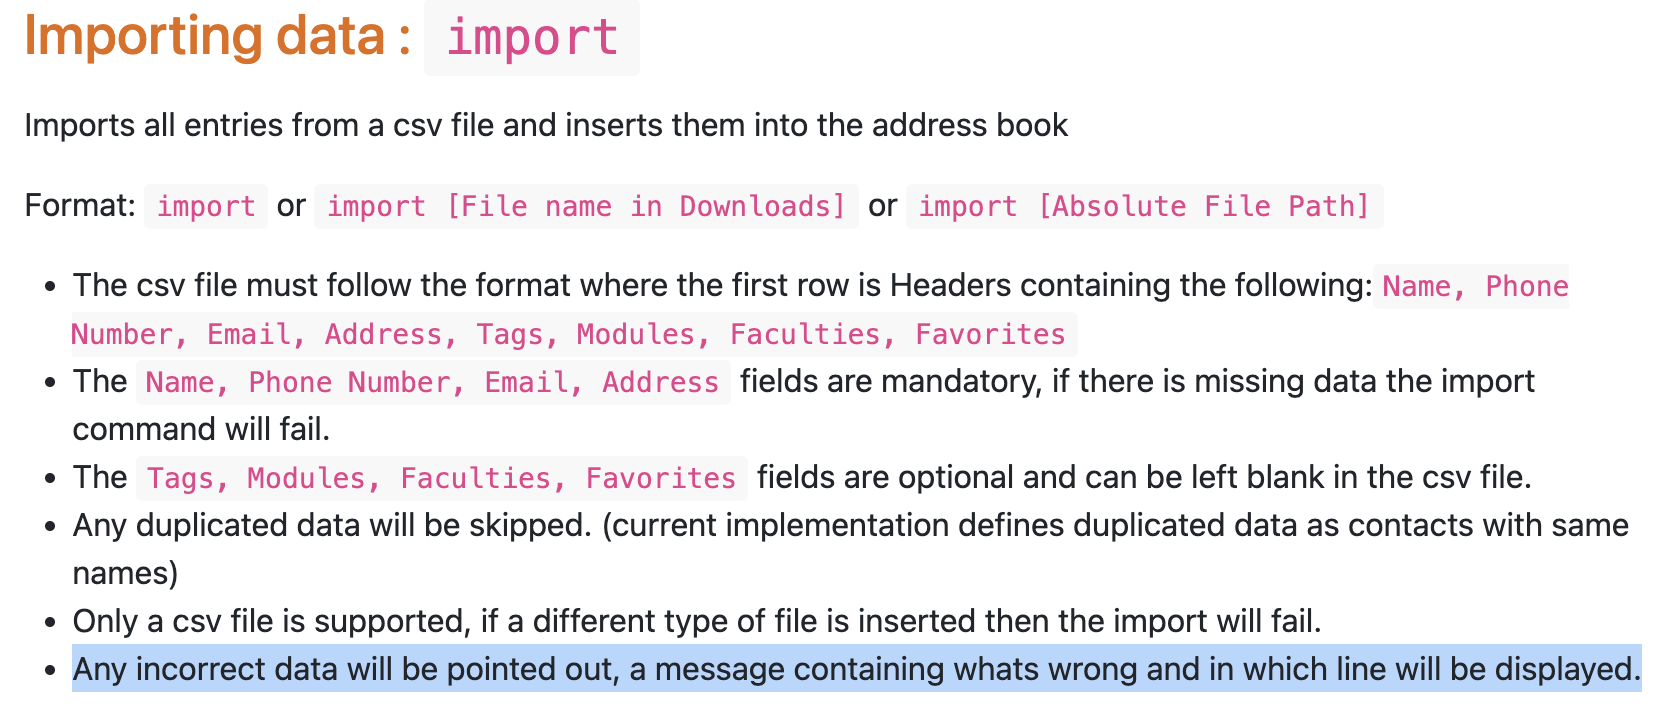 Importing data : import
Imports all entries from a csv file and inserts them into the address book
Format: import or import [File name in Downloads] or import [Absolute File Path]
• The csv file must follow the format where the first row is Headers containing the following: Name, Phone
Number, Email, Address, Tags, Modules, Faculties, Favorites
• The Name, Phone Number, Email, Address fields are mandatory, if there is missing data the import
command will fail.
• The Tags, Modules, Faculties, Favorites fields are optional and can be left blank in the csv file.
• Any duplicated data will be skipped. (current implementation defines duplicated data as contacts with same
names)
• Only a csv file is supported, if a different type of file is inserted then the import will fail.
• Any incorrect data will be pointed out, a message containing whats wrong and in which line will be displayed.